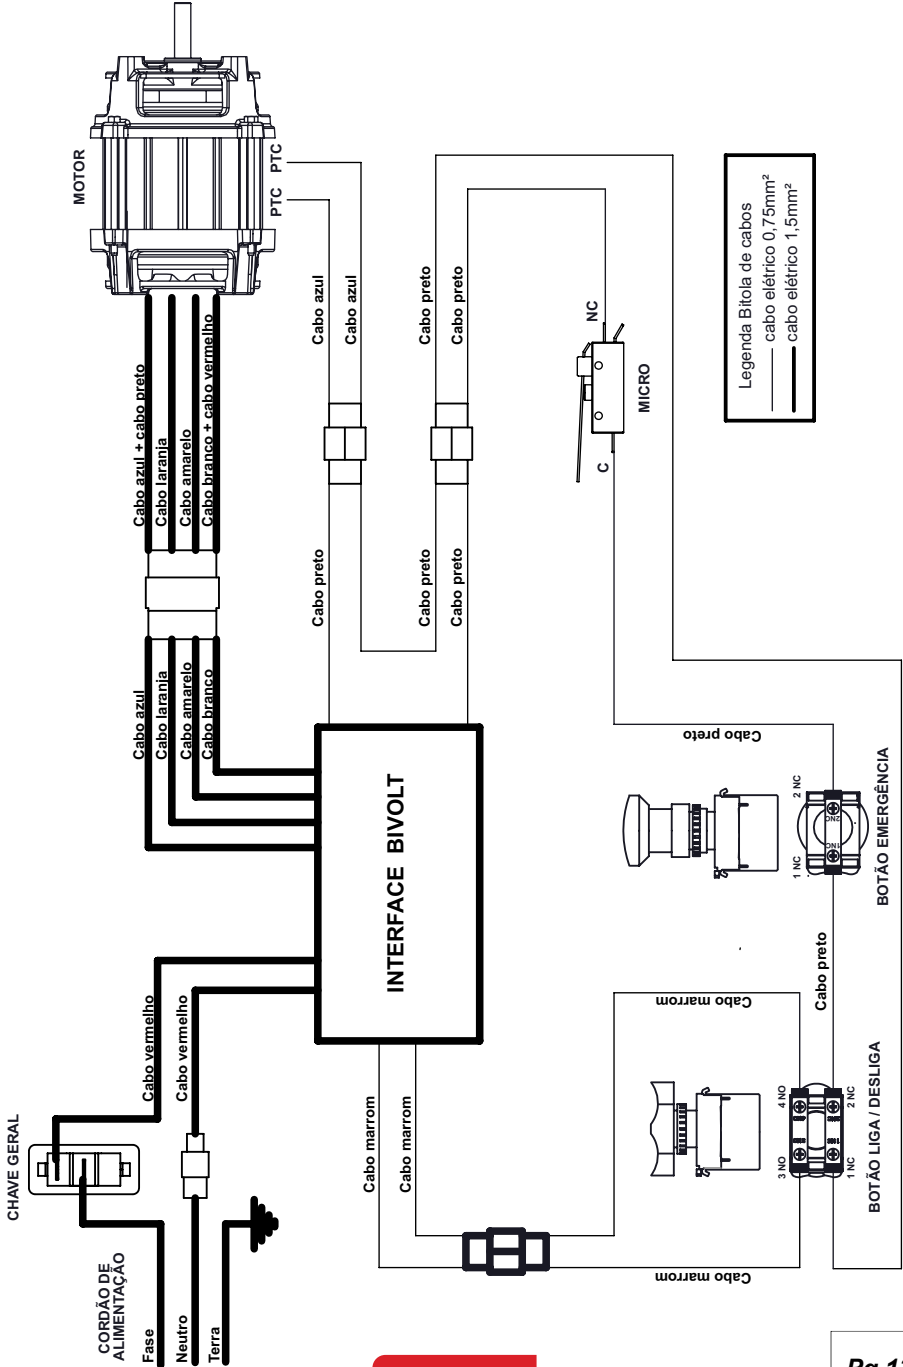 MOTOR
PTC
PTC
Cabo azul + cabo preto
Cabo laranja
Cabo amarelo
Cabo branco + cabo vermelho
Cabo azul
Cabo azul
Cabo preto
Cabo preto
NC
MICRO
C
Legenda Bitola de cabos
cabo elétrico 0,75mm²
cabo elétrico 1,5mm²
Cabo azul
Cabo laranja
Cabo amarelo
Cabo branco
Cabo preto
Cabo preto
Cabo preto
Cabo preto
INTERFACE BIVOLT
2 NC
1 NC
2NC
1NC
BOTÃO EMERGÊNCIA
Cabo preto
CHAVE GERAL
Cabo vermelho
Cabo vermelho
Cabo marrom
Cabo marrom
Cabo marrom
Cabo marrom
4 NO
3 NO
2 NC
1 NC
BOTÃO LIGA / DESLIGA
CORDÃO DE
ALIMENTAÇÃO
Fase
Neutro
Terra